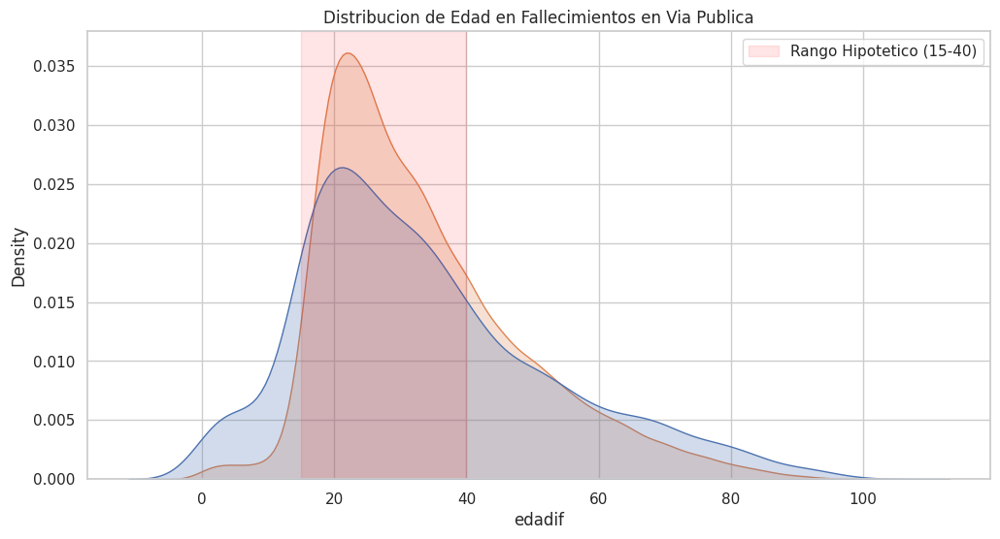 Distribucion de Edad en Fallecimientos en Via Publica
Rango Hipotetico (15-40)
0.035
0.030
0.025
0.020
0.015
0.010
0.005
0.000
Density
0 20 40 60 80 100
edadif